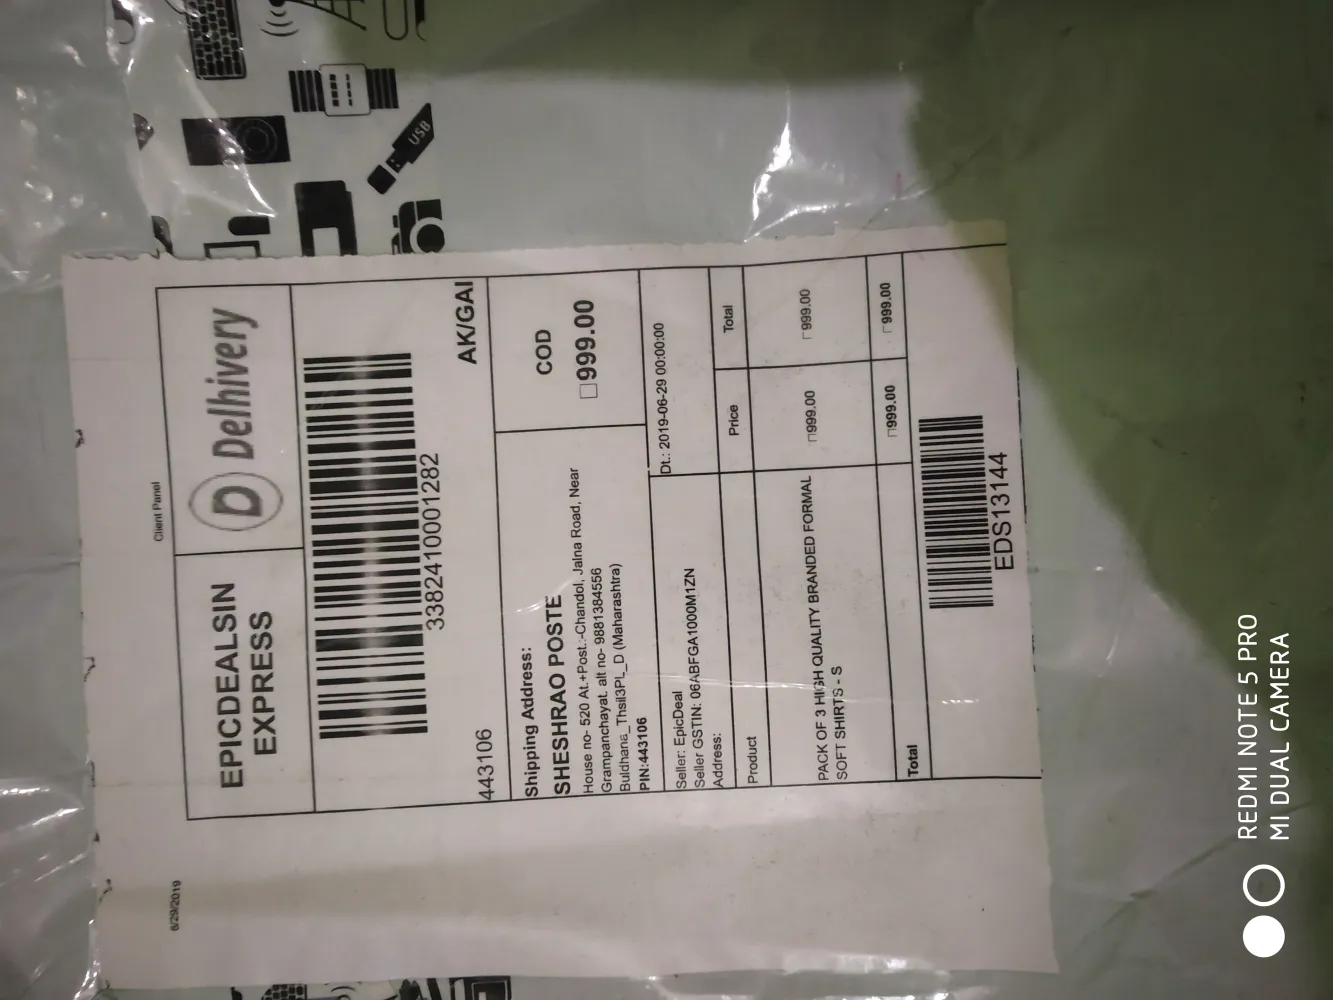 6/29/2019
Client Panel
EPICDEALSIN
EXPRESS
D Delhivery
3382410001282
443106
AK/GAI
Shipping Address:
SHESHRAO POSTE
House no- 520 At.+Post.:-Chandol, Jalna Road, Near
Grampanchayat. alt no- 9881384556
Buldhana_Thsil3PL_D (Maharashtra)
PIN:443106
COD
□999.00
Seller: EpicDeal
Seller GSTIN: 06ABFGA1000M1ZN
Address:
Dt.: 2019-06-29 00:00:00
Product Price Total
PACK OF 3 HIGH QUALITY BRANDED FORMAL
SOFT SHIRTS - S
□999.00 □999.00
Total □999.00 □999.00
EDS13144
USB
REDMI NOTE 5 PRO
MI DUAL CAMERA